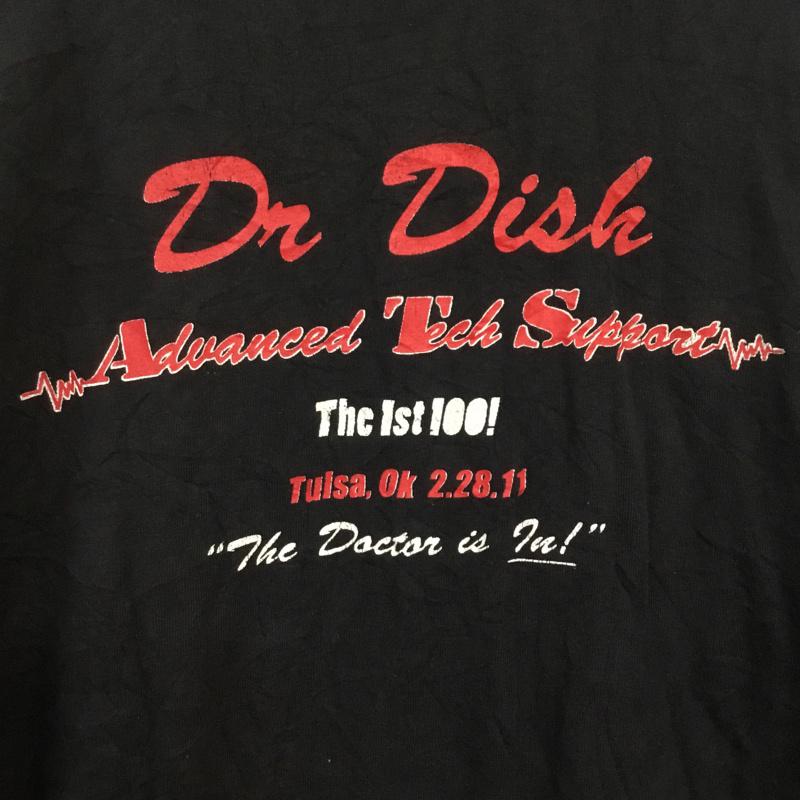 Dr Dish
Advanced Tech Support
The 1st 100!
Tulsa, Ok 2.28.11
"The Doctor is In!"